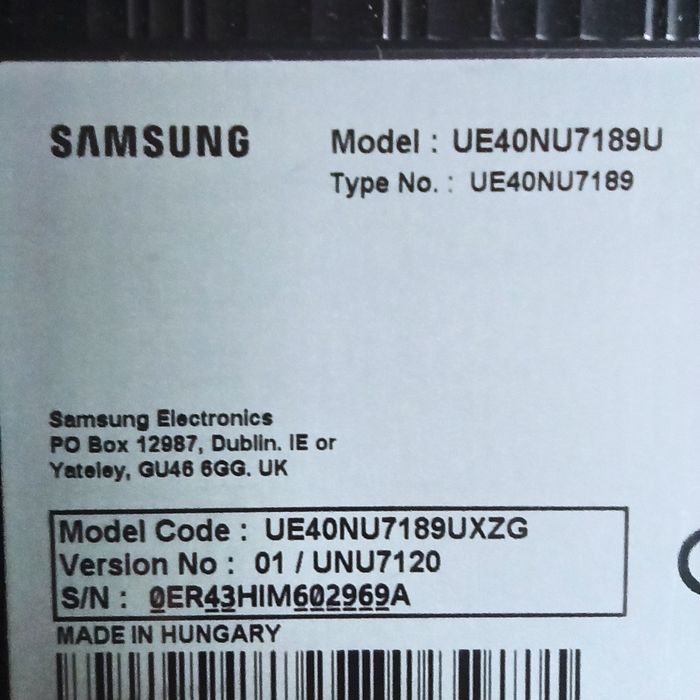 SAMSUNG
Model : UE40NU7189U
Type No. : UE40NU7189
Samsung Electronics
PO Box 12987, Dublin. IE or
Yateley, GU46 6GG. UK
Model Code : UE40NU7189UXZG
Version No : 01 / UNU7120
S/N : 0ER43HIM602969A
MADE IN HUNGARY